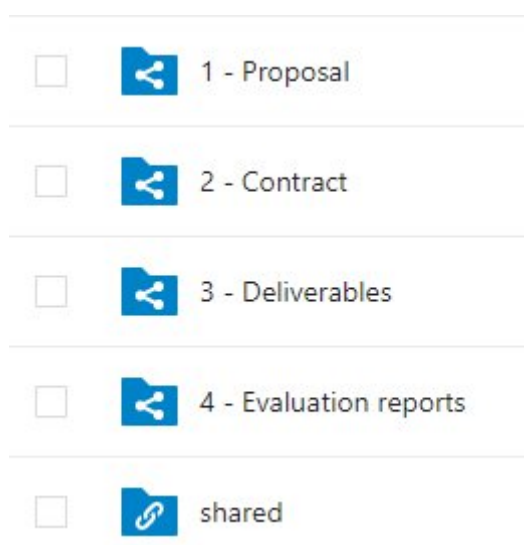 1 - Proposal
2 - Contract
3 - Deliverables
4 - Evaluation reports
shared